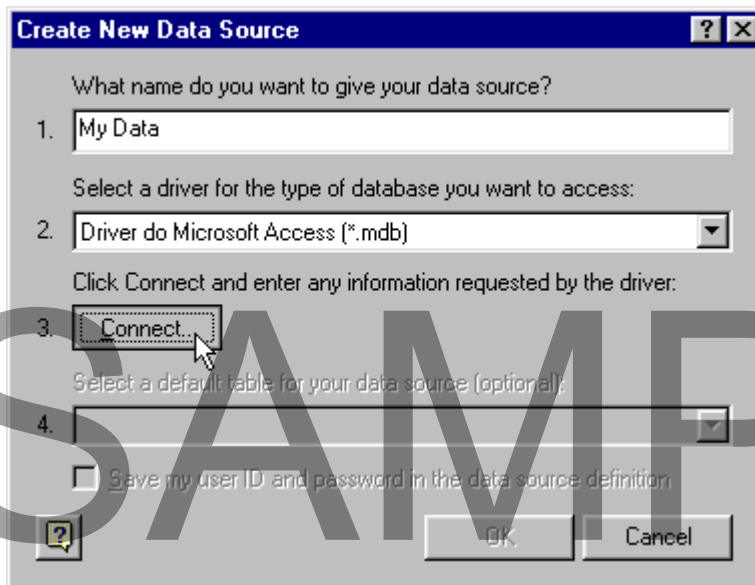 Create New Data Source
What name do you want to give your data source?
1. My Data
Select a driver for the type of database you want to access:
2. Driver do Microsoft Access (*.mdb)
Click Connect and enter any information requested by the driver:
3. Connect...
Select a default table for your data source (optional):
4.
Save my user ID and password in the data source definition
OK Cancel
SAMP